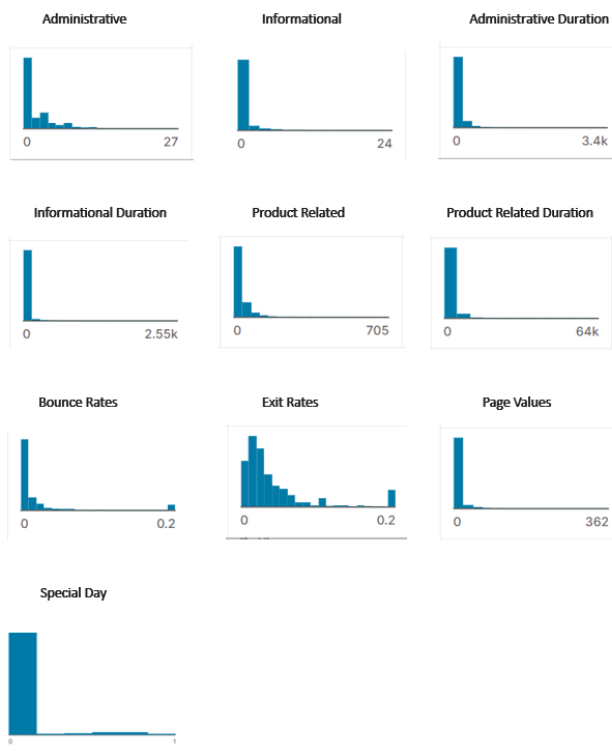 Administrative
Informational
Administrative Duration
0 27
0 24
0 3.4k
Informational Duration
Product Related
Product Related Duration
0 2.55k
0 705
0 64k
Bounce Rates
Exit Rates
Page Values
0 0.2
0 0.2
0 362
Special Day
0 1